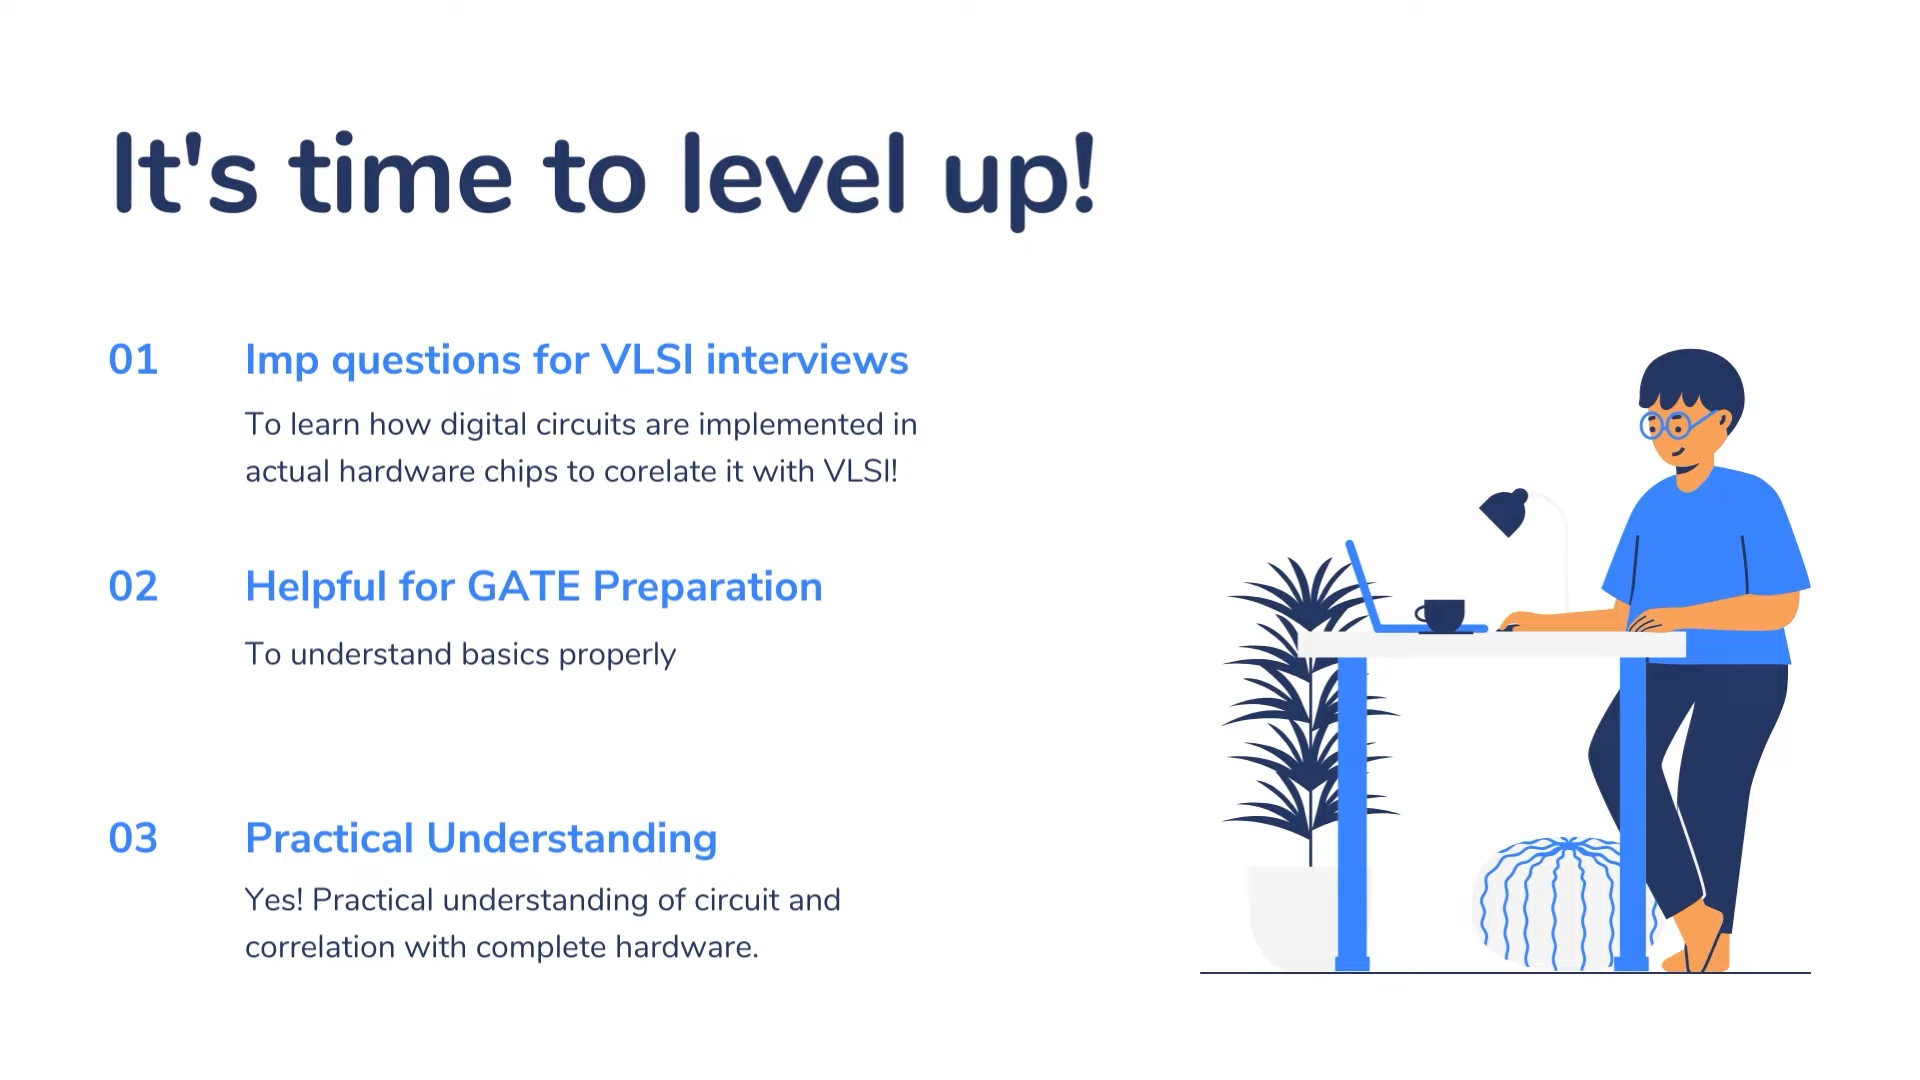 It's time to level up!
01
Imp questions for VLSI interviews
To learn how digital circuits are implemented in
actual hardware chips to corelate it with VLSI!
02
Helpful for GATE Preparation
To understand basics properly
03
Practical Understanding
Yes! Practical understanding of circuit and
correlation with complete hardware.